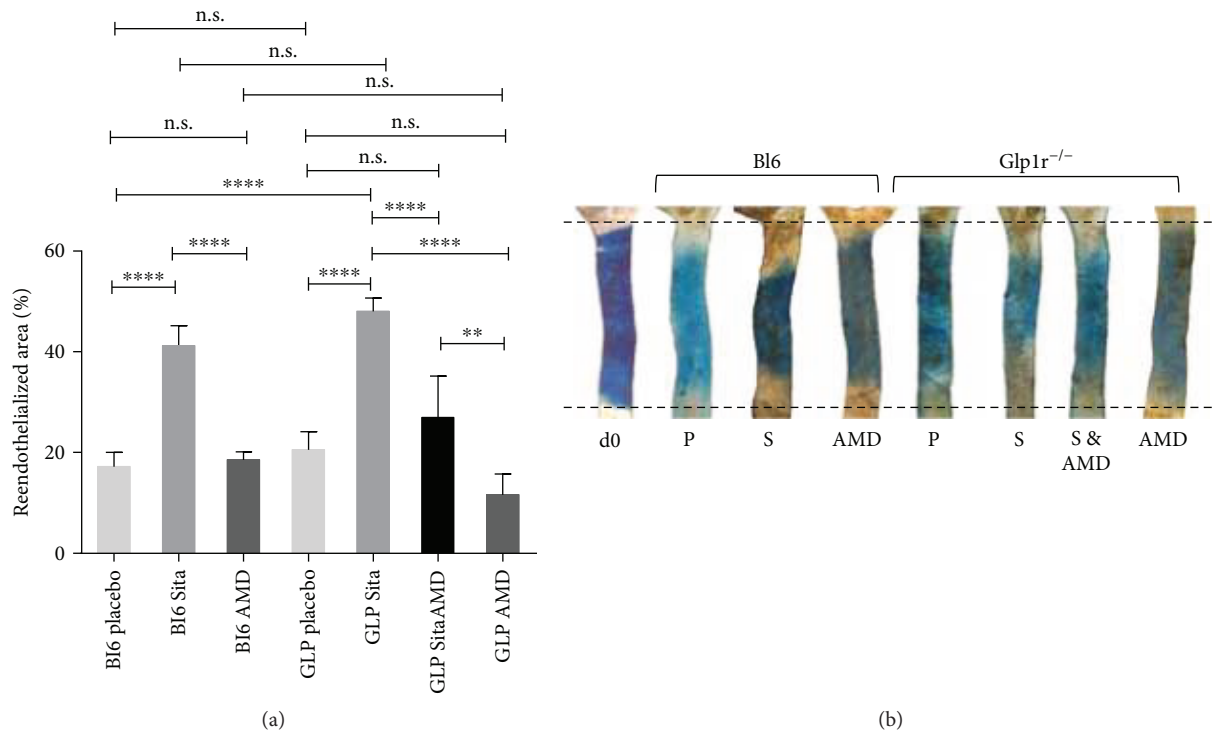 n.s.
n.s.
n.s.
n.s.
n.s.
n.s.
****
****
****
****
****
****
**
Reendothelialized area (%)
60
40
20
0
BI6 placebo
BI6 Sita
BI6 AMD
GLP placebo
GLP Sita
GLP SitaAMD
GLP AMD
(a)
Bl6
Glp1r−/−
d0
P
S
AMD
P
S
S &
AMD
AMD
(b)